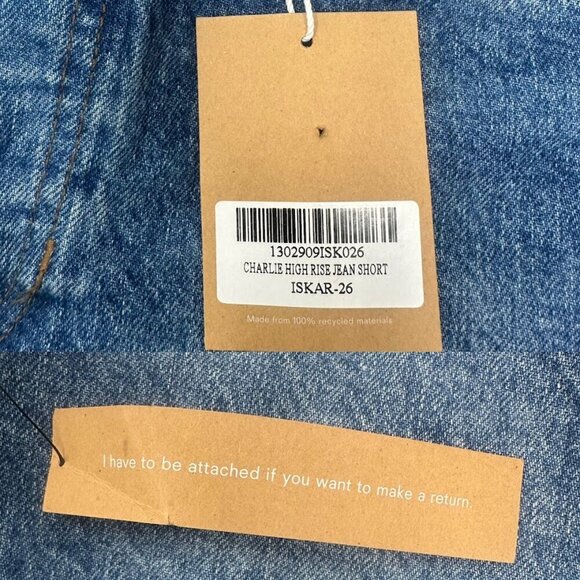 1302909ISK026
CHARLIE HIGH RISE JEAN SHORT
ISKAR-26
Made from 100% recycled materials
I have to be attached if you want to make a return.